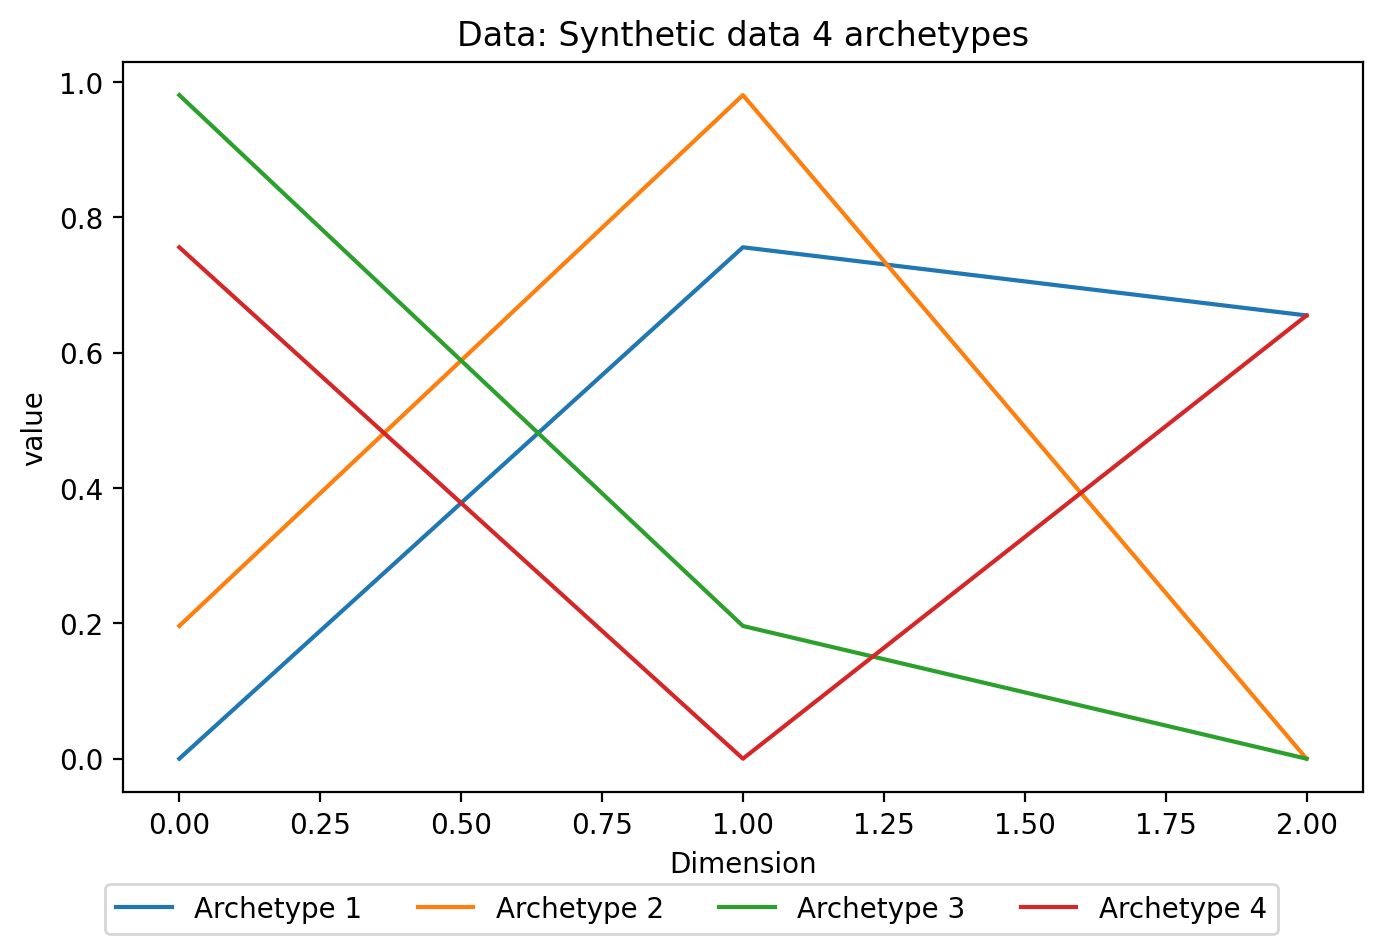 Data: Synthetic data 4 archetypes
1.0
0.8
0.6
0.4
0.2
0.0
value
0.00 0.25 0.50 0.75 1.00 1.25 1.50 1.75 2.00
Dimension
Archetype 1 Archetype 2 Archetype 3 Archetype 4